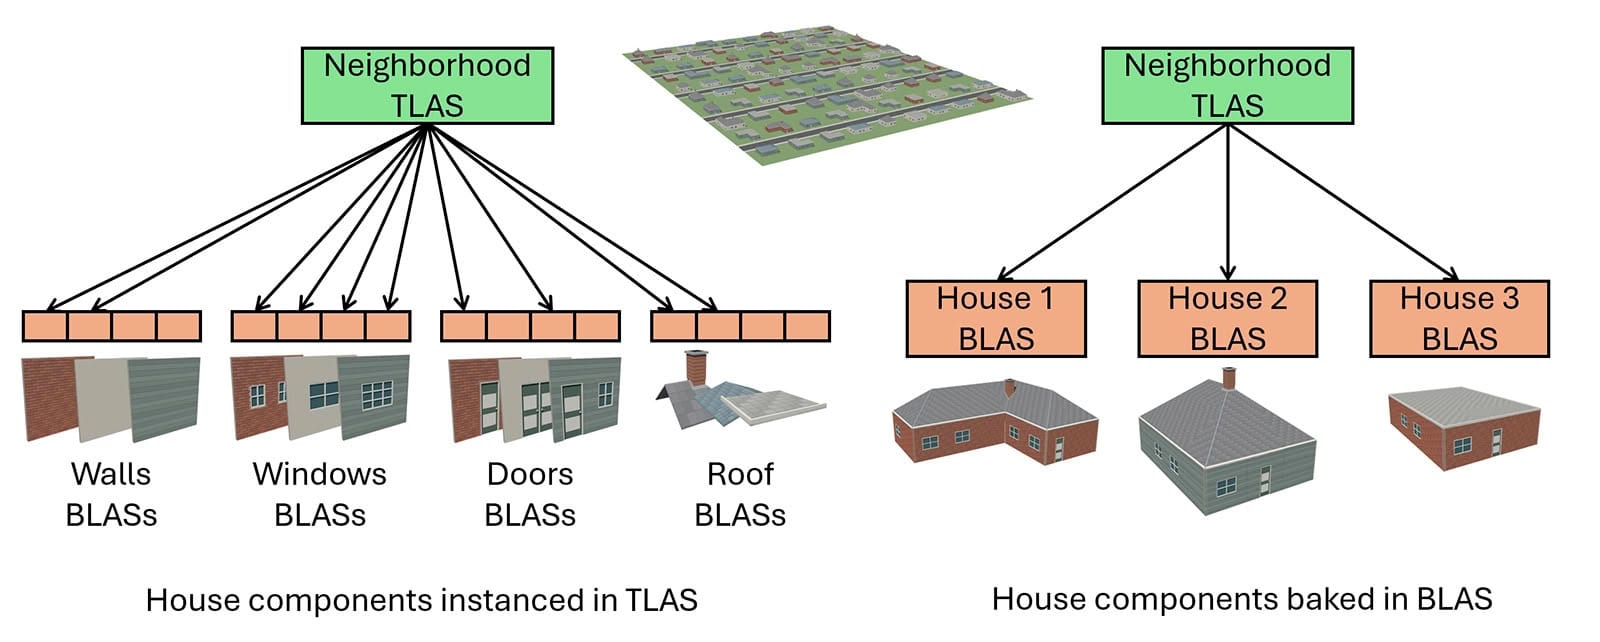 Neighborhood
TLAS
Walls
BLASs
Windows
BLASs
Doors
BLASs
Roof
BLASs
House components instanced in TLAS
Neighborhood
TLAS
House 1
BLAS
House 2
BLAS
House 3
BLAS
House components baked in BLAS